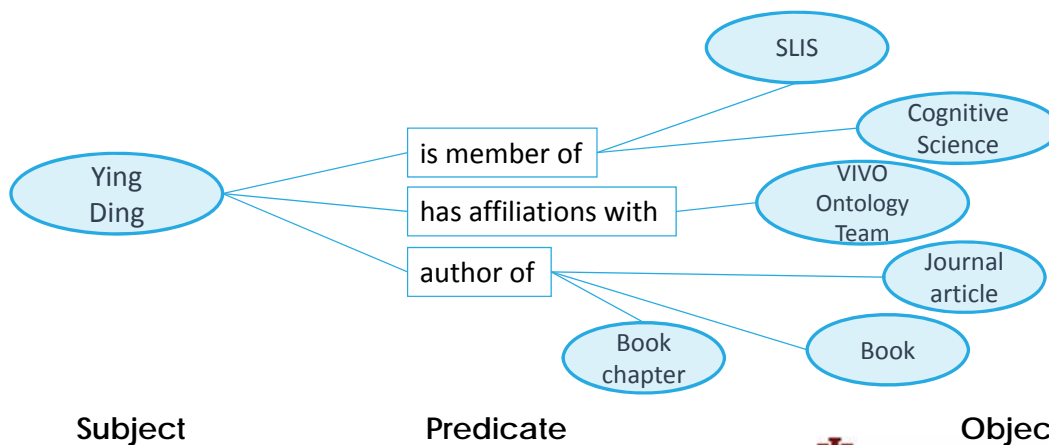 SLIS
Cognitive
Science
is member of
Ying
Ding
has affiliations with
VIVO
Ontology
Team
author of
Journal
article
Book
chapter
Book
Subject
Predicate
Objec